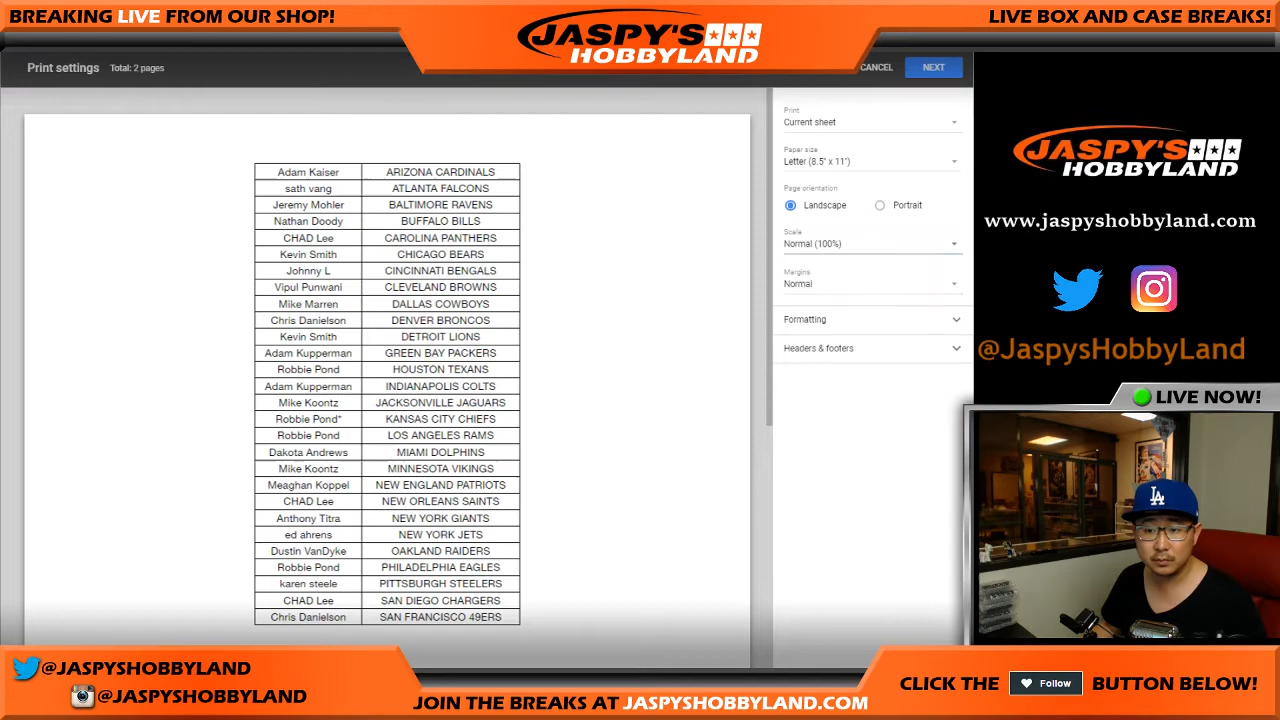 BREAKING LIVE FROM OUR SHOP!
JASPY'S
HOBBYLAND
LIVE BOX AND CASE BREAKS!
Print settings Total: 2 pages
CANCEL NEXT
Adam Kaiser ARIZONA CARDINALS
sath vang ATLANTA FALCONS
Jeremy Mohler BALTIMORE RAVENS
Nathan Doody BUFFALO BILLS
CHAD Lee CAROLINA PANTHERS
Kevin Smith CHICAGO BEARS
Johnny L CINCINNATI BENGALS
Vipul Punwani CLEVELAND BROWNS
Mike Marren DALLAS COWBOYS
Chris Danielson DENVER BRONCOS
Kevin Smith DETROIT LIONS
Adam Kupperman GREEN BAY PACKERS
Robbie Pond HOUSTON TEXANS
Adam Kupperman INDIANAPOLIS COLTS
Mike Koontz JACKSONVILLE JAGUARS
Robbie Pond* KANSAS CITY CHIEFS
Robbie Pond LOS ANGELES RAMS
Dakota Andrews MIAMI DOLPHINS
Mike Koontz MINNESOTA VIKINGS
Meaghan Koppel NEW ENGLAND PATRIOTS
CHAD Lee NEW ORLEANS SAINTS
Anthony Titra NEW YORK GIANTS
ed ahrens NEW YORK JETS
Dustin VanDyke OAKLAND RAIDERS
Robbie Pond PHILADELPHIA EAGLES
karen steele PITTSBURGH STEELERS
CHAD Lee SAN DIEGO CHARGERS
Chris Danielson SAN FRANCISCO 49ERS
Print
Current sheet
Paper size
Letter (8.5" x 11")
Page orientation
Landscape Portrait
Scale
Normal (100%)
Margins
Normal
Formatting
Headers & footers
JASPY'S
HOBBYLAND
www.jaspyshobbyland.com
@JaspysHobbyLand
LIVE NOW!
LA
@JASPYSHOBBYLAND
@JASPYSHOBBYLAND
JOIN THE BREAKS AT JASPYSHOBBYLAND.COM
CLICK THE Follow BUTTON BELOW!